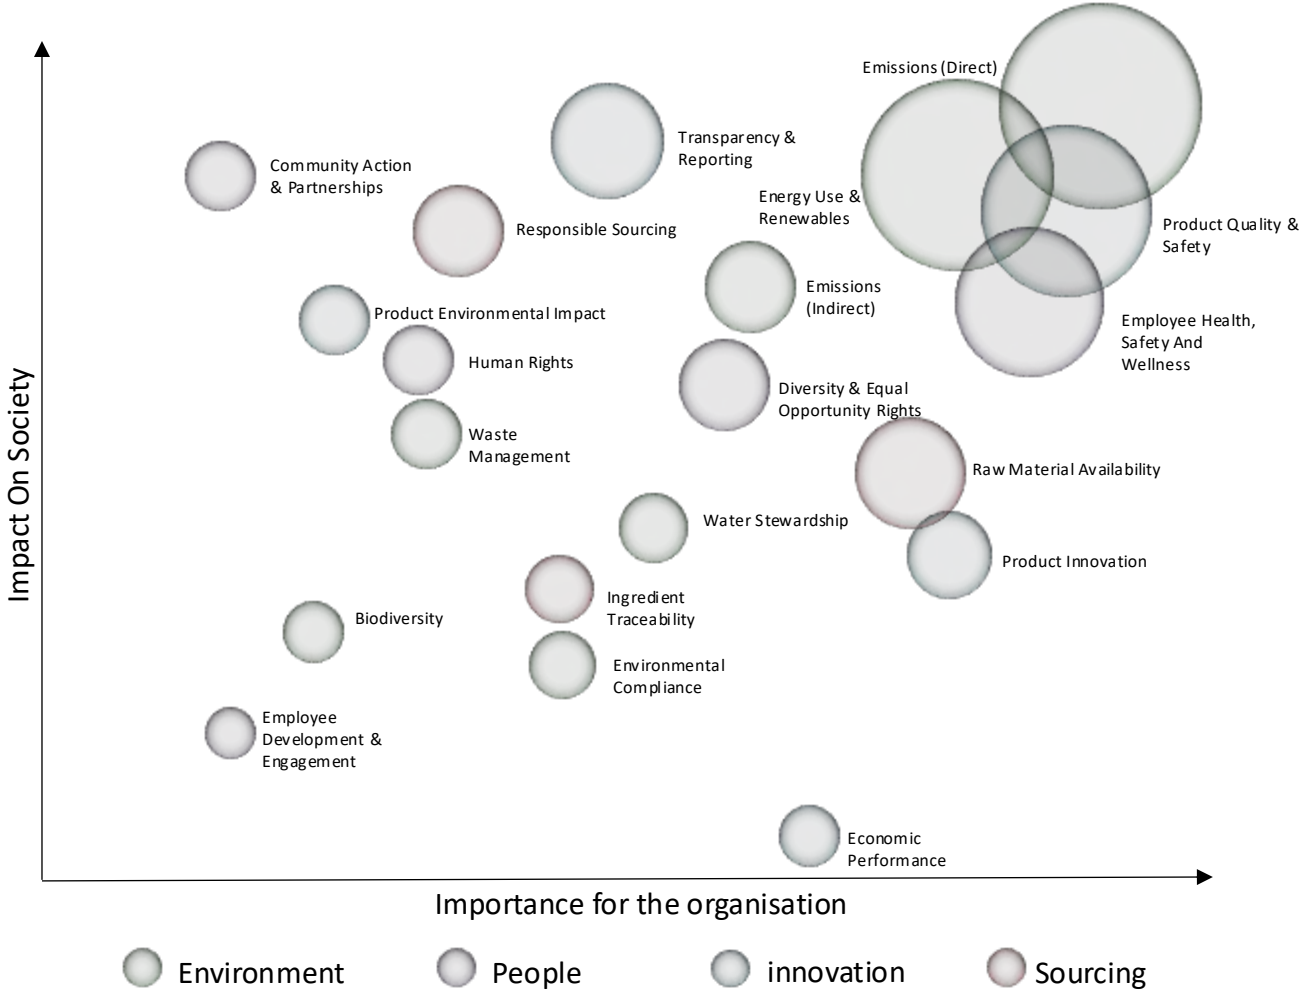 Emissions (Direct)
Transparency &
Reporting
Community Action
& Partnerships
Energy Use &
Renewables
Responsible Sourcing
Product Quality &
Safety
Emissions
(Indirect)
Product Environmental Impact
Employee Health,
Safety And
Wellness
Human Rights
Diversity & Equal
Opportunity Rights
Waste
Management
Raw Material Availability
Water Stewardship
Product Innovation
Ingredient
Traceability
Biodiversity
Environmental
Compliance
Employee
Development &
Engagement
Economic
Performance
Impact On Society
Importance for the organisation
Environment
People
innovation
Sourcing